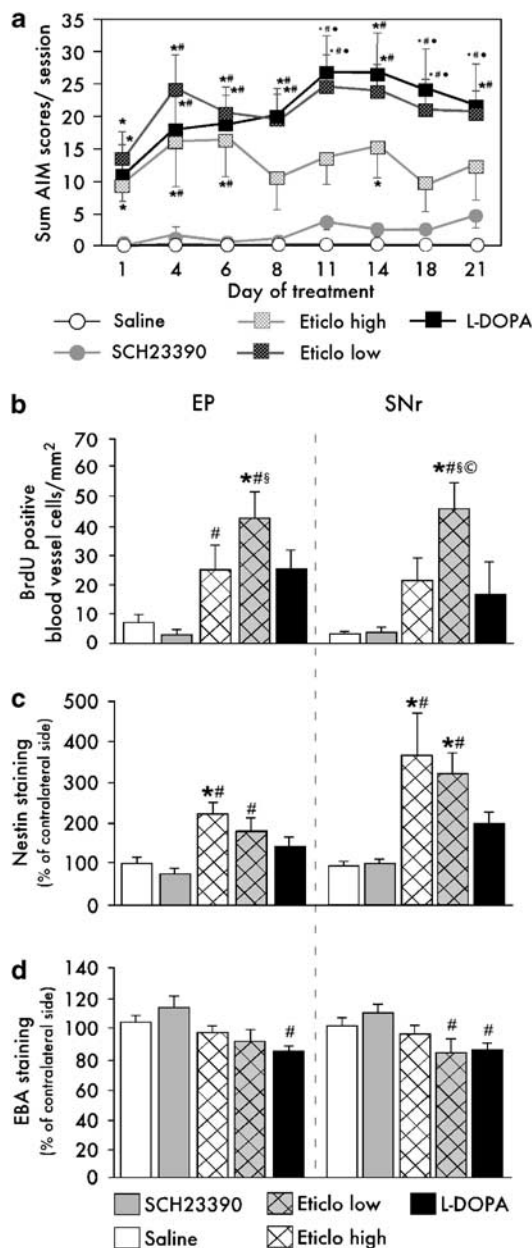 a
Sum AIM scores/ session
35
30
25
20
15
10
5
0
* * *
*# *# *#
*# *# *#
*# *#
•#• •#•
*# *# *
•#• •#•
•#• *#
1 4 6 8 11 14 18 21
Day of treatment
Saline Eticlo high L-DOPA
SCH23390 Eticlo low
b EP SNr
BrdU positive
blood vessel cells/mm²
70
60
50
40
30
20
10
0
# *#§ *#§©
c
Nestin staining
(% of contralateral side)
500
400
300
200
100
0
*# # *# *#
d
EBA staining
(% of contralateral side)
140
120
100
80
60
40
20
0
# # #
SCH23390 Eticlo low L-DOPA
Saline Eticlo high